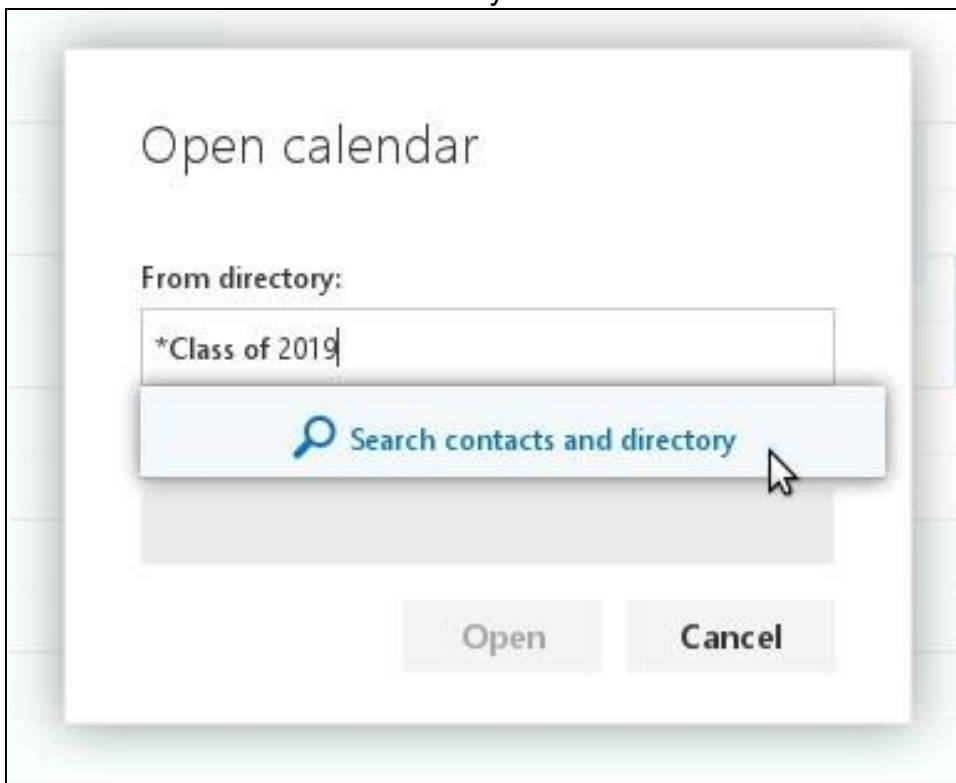 Open calendar
From directory:
*Class of 2019
Search contacts and directory
Open Cancel